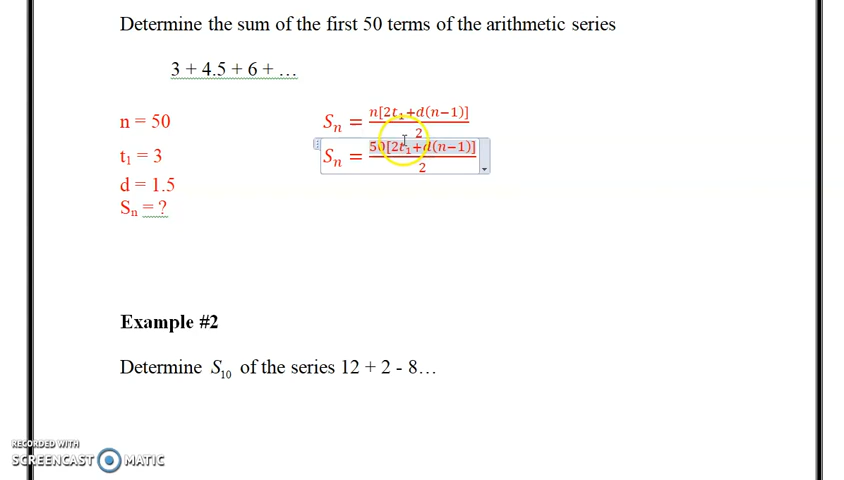 Determine the sum of the first 50 terms of the arithmetic series
3 + 4.5 + 6 + …
n = 50
t₁ = 3
d = 1.5
Sₙ = ?
Sₙ = n[2t₁+d(n−1)] / 2
Sₙ = 50[2t₁+d(n−1)] / 2
Example #2
Determine S₁₀ of the series 12 + 2 - 8…
RECORDED WITH
SCREENCAST MATIC